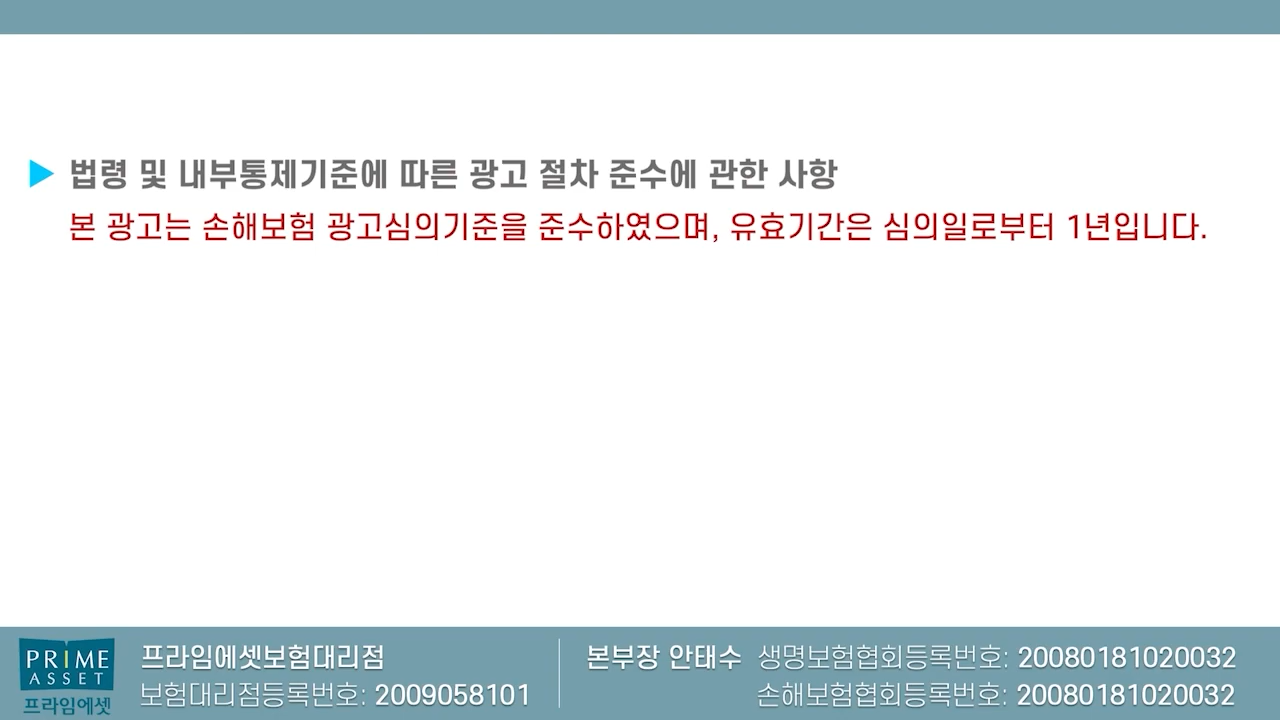 ▶ 법령 및 내부통제기준에 따른 광고 절차 준수에 관한 사항
본 광고는 손해보험 광고심의기준을 준수하였으며, 유효기간은 심의일로부터 1년입니다.
PRIME
ASSET
프라임에셋
프라임에셋보험대리점
보험대리점등록번호: 2009058101
본부장 안태수 생명보험협회등록번호: 20080181020032
손해보험협회등록번호: 20080181020032